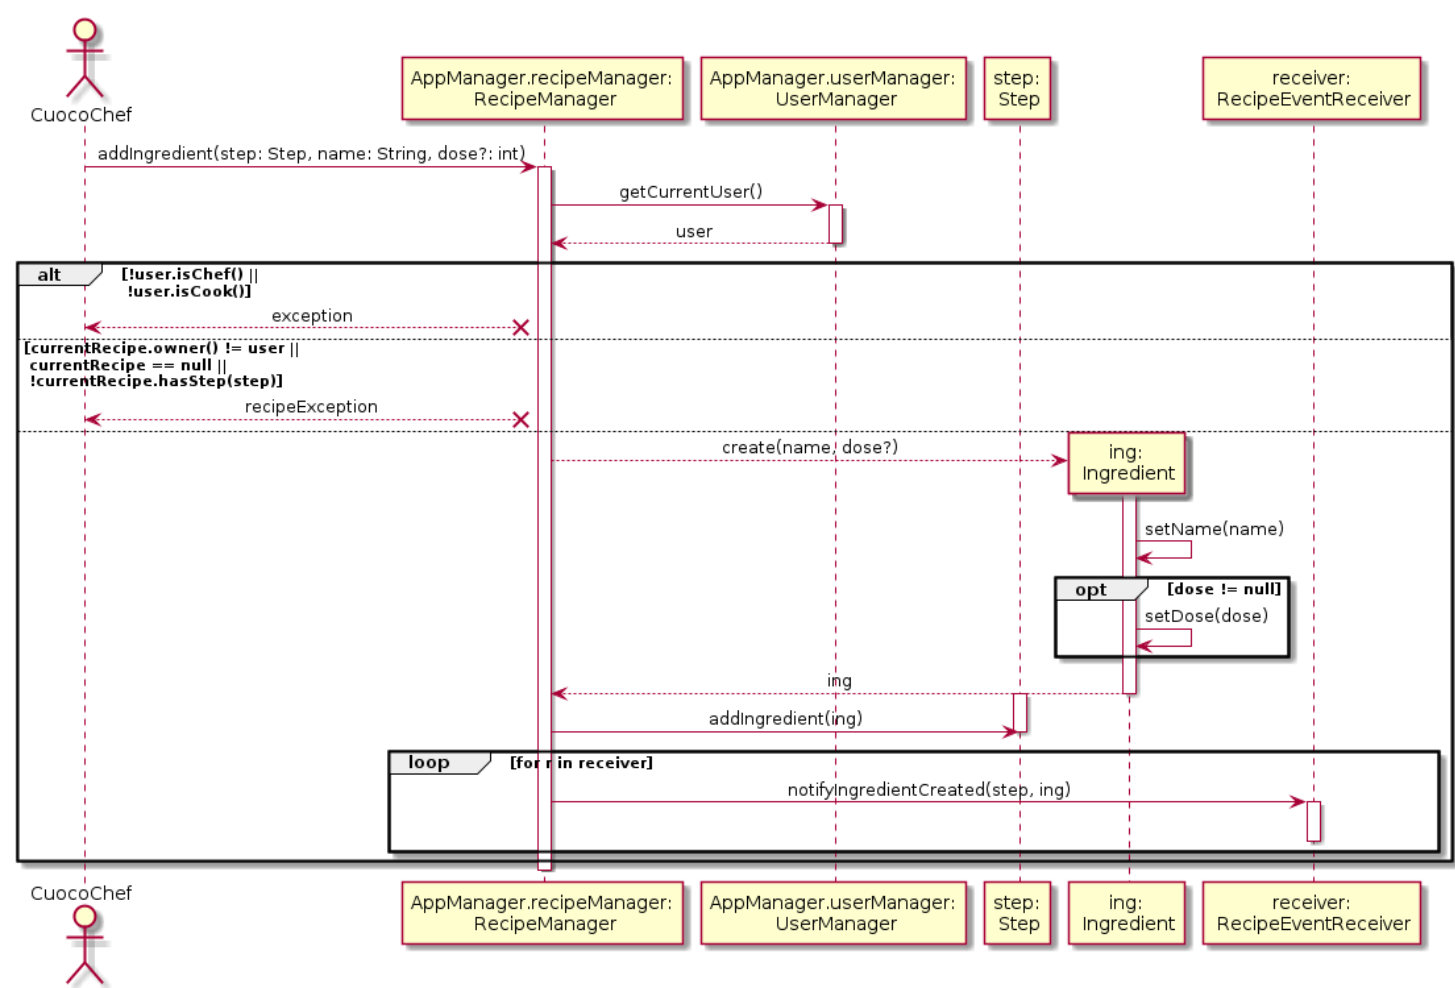 CuocoChef
AppManager.recipeManager:
RecipeManager
AppManager.userManager:
UserManager
step:
Step
receiver:
RecipeEventReceiver
addIngredient(step: Step, name: String, dose?: int)
getCurrentUser()
user
alt
[!user.isChef() ||
!user.isCook()]
exception
[currentRecipe.owner() != user ||
currentRecipe == null ||
!currentRecipe.hasStep(step)]
recipeException
create(name, dose?)
ing:
Ingredient
setName(name)
opt
[dose != null]
setDose(dose)
ing
addIngredient(ing)
loop
[for r in receiver]
notifyIngredientCreated(step, ing)
CuocoChef
AppManager.recipeManager:
RecipeManager
AppManager.userManager:
UserManager
step:
Step
ing:
Ingredient
receiver:
RecipeEventReceiver